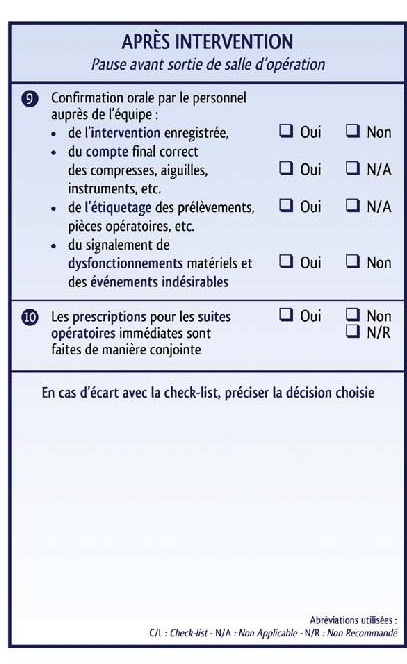 APRÈS INTERVENTION
Pause avant sortie de salle d'opération
9 Confirmation orale par le personnel
auprès de l'équipe :
• de l'intervention enregistrée, ❑ Oui ❑ Non
• du compte final correct
des compresses, aiguilles, ❑ Oui ❑ N/A
instruments, etc.
• de l'étiquetage des prélèvements, ❑ Oui ❑ N/A
pièces opératoires, etc.
• du signalement de
dysfonctionnements matériels et ❑ Oui ❑ Non
des événements indésirables
10 Les prescriptions pour les suites ❑ Oui ❑ Non
opératoires immédiates sont ❑ N/R
faites de manière conjointe
En cas d'écart avec la check-list, préciser la décision choisie
Abréviations utilisées :
C/L : Check-list - N/A : Non Applicable - N/R : Non Recommandé